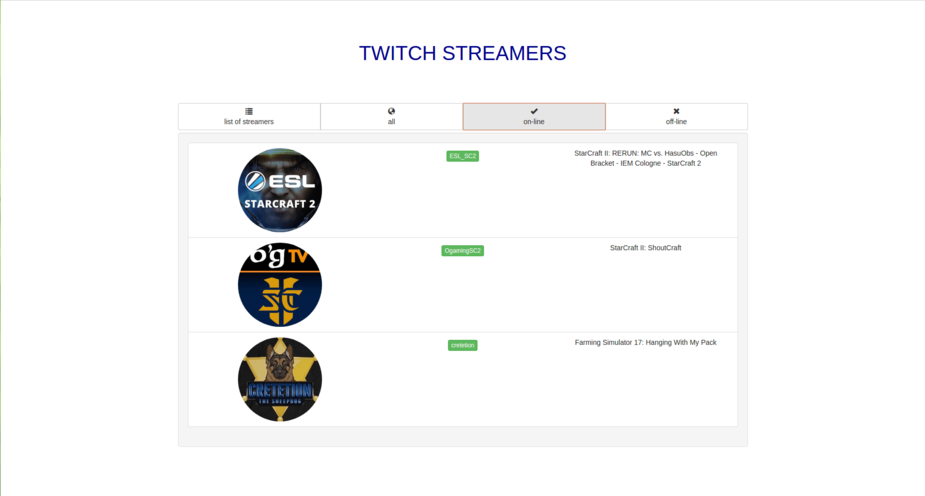 TWITCH STREAMERS
list of streamers
all
on-line
off-line
ESL
STARCRAFT 2
ESL_SC2
StarCraft II: RERUN: MC vs. HasuObs - Open
Bracket - IEM Cologne - StarCraft 2
O'G TV
SC
OgamingSC2
StarCraft II: ShoutCraft
CRETETION
THE SHEEPDOG
cretetion
Farming Simulator 17: Hanging With My Pack